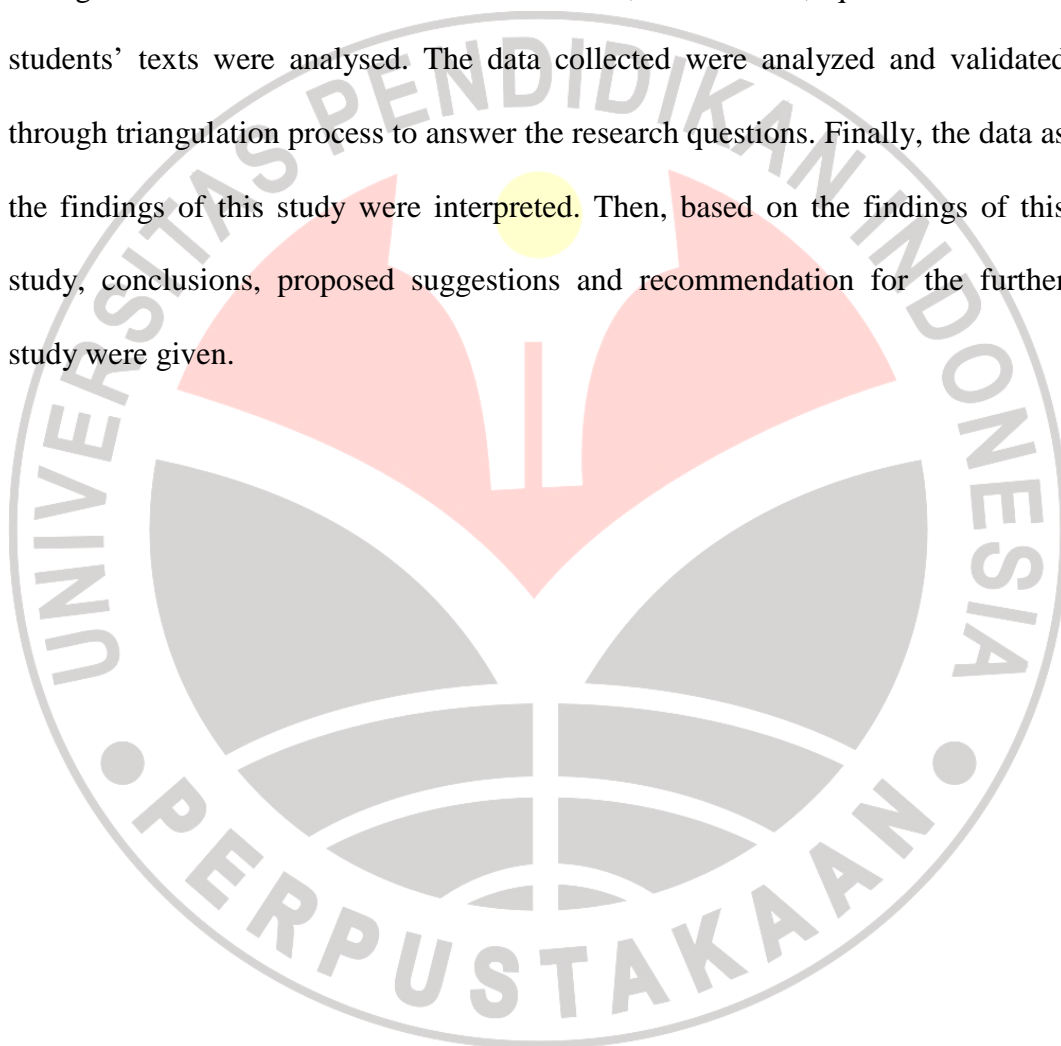 students’ texts were analysed. The data collected were analyzed and validated
through triangulation process to answer the research questions. Finally, the data as
the findings of this study were interpreted. Then, based on the findings of this
study, conclusions, proposed suggestions and recommendation for the further
study were given.
UNIVERSITAS PENDIDIKAN INDONESIA
PERPUSTAKAAN